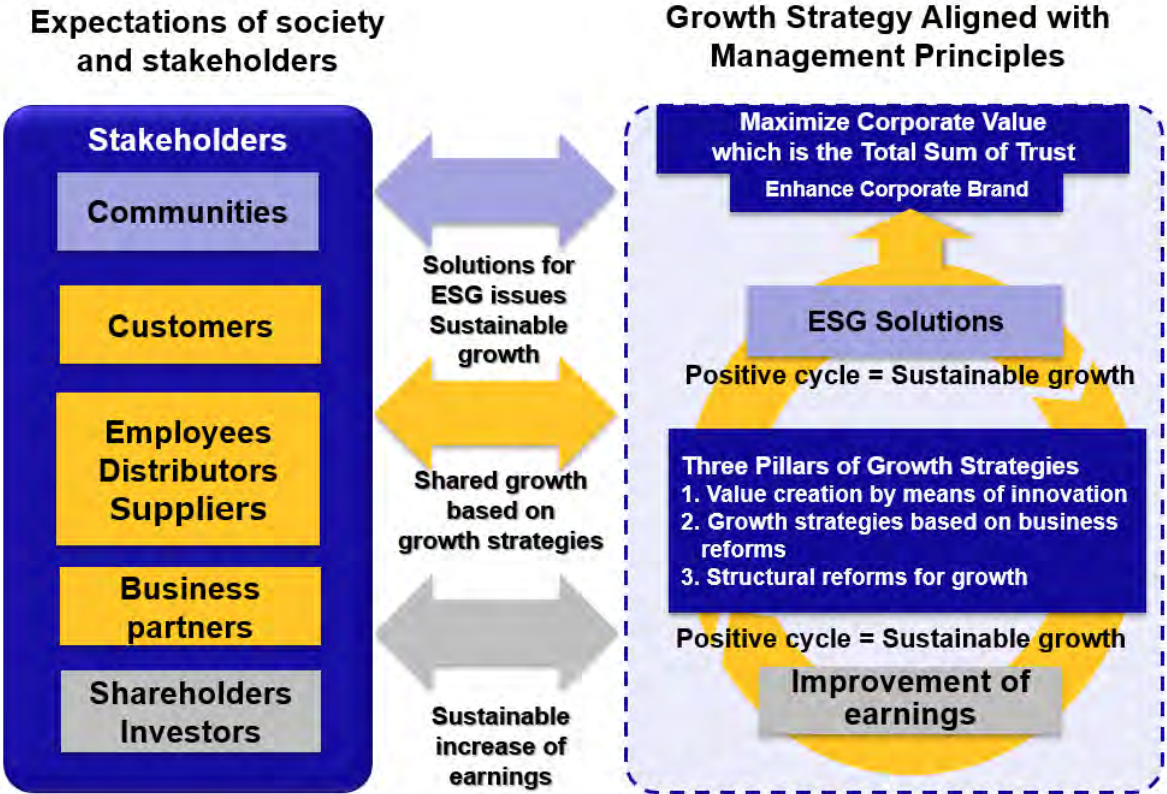 Expectations of society
and stakeholders
Stakeholders
Communities
Customers
Employees
Distributors
Suppliers
Business
partners
Shareholders
Investors
Solutions for
ESG issues
Sustainable
growth
Shared growth
based on
growth strategies
Sustainable
increase of
earnings
Growth Strategy Aligned with
Management Principles
Maximize Corporate Value
which is the Total Sum of Trust
Enhance Corporate Brand
ESG Solutions
Positive cycle = Sustainable growth
Three Pillars of Growth Strategies
1. Value creation by means of innovation
2. Growth strategies based on business
reforms
3. Structural reforms for growth
Positive cycle = Sustainable growth
Improvement of
earnings